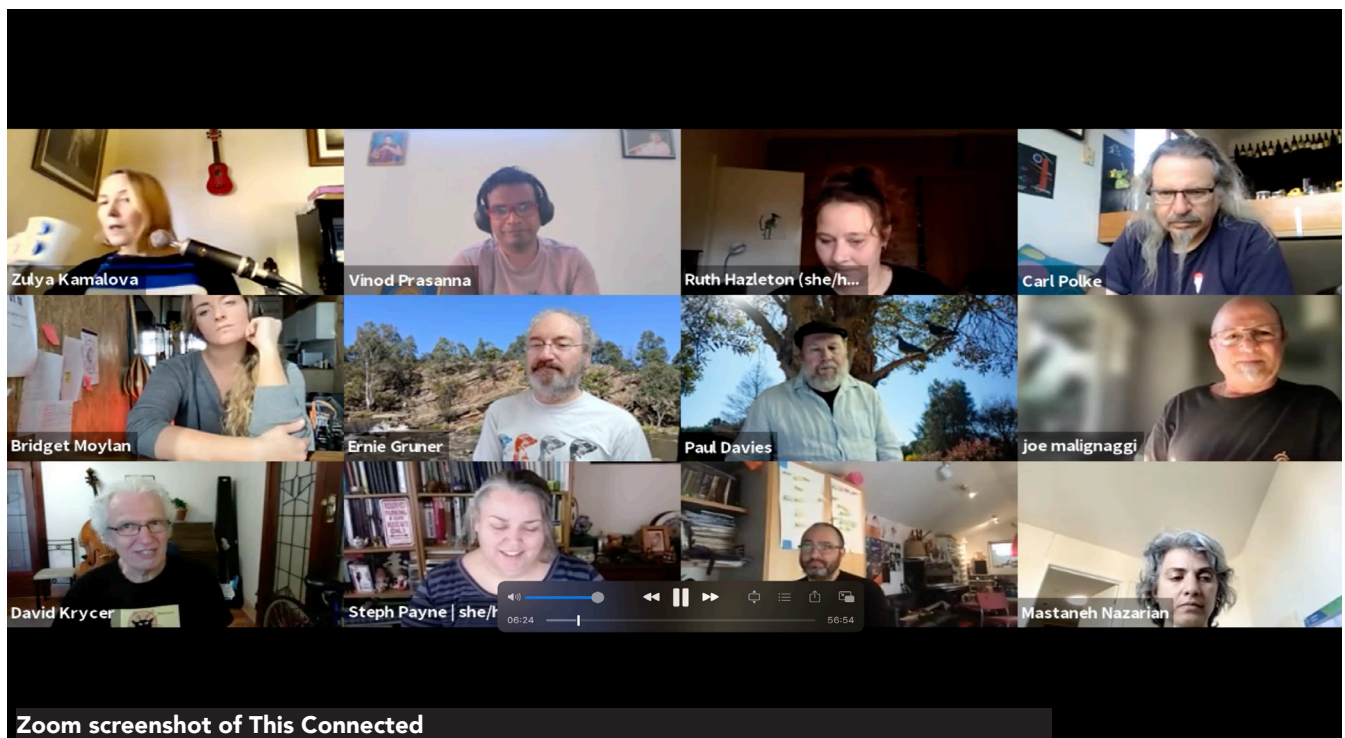 Zulya Kamalova
Vinod Prasanna
Ruth Hazleton (she/h...
Carl Polke
Bridget Moylan
Ernie Gruner
Paul Davies
joe malignaggi
David Krycer
Steph Payne | she/h
Mastaneh Nazarian
06:24
56:54
Zoom screenshot of This Connected